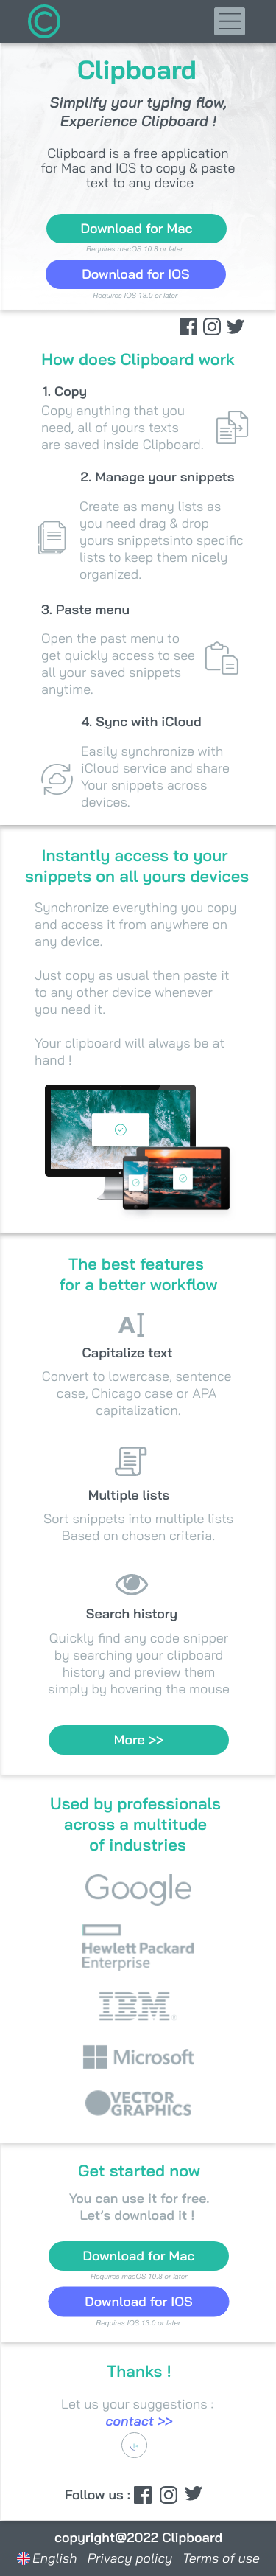 ©
Clipboard
Simplify your typing flow,
Experience Clipboard !
Clipboard is a free application
for Mac and IOS to copy & paste
text to any device
Download for Mac
Requires macOS 10.8 or later
Download for IOS
Requires IOS 13.0 or later
How does Clipboard work
1. Copy
Copy anything that you
need, all of yours texts
are saved inside Clipboard.
2. Manage your snippets
Create as many lists as
you need drag & drop
yours snippetsinto specific
lists to keep them nicely
organized.
3. Paste menu
Open the past menu to
get quickly access to see
all your saved snippets
anytime.
4. Sync with iCloud
Easily synchronize with
iCloud service and share
Your snippets across
devices.
Instantly access to your
snippets on all yours devices
Synchronize everything you copy
and access it from anywhere on
any device.
Just copy as usual then paste it
to any other device whenever
you need it.
Your clipboard will always be at
hand !
The best features
for a better workflow
A
Capitalize text
Convert to lowercase, sentence
case, Chicago case or APA
capitalization.
Multiple lists
Sort snippets into multiple lists
Based on chosen criteria.
Search history
Quickly find any code snipper
by searching your clipboard
history and preview them
simply by hovering the mouse
More >>
Used by professionals
across a multitude
of industries
Google
Hewlett Packard
Enterprise
IBM
Microsoft
VECTOR
GRAPHICS
Get started now
You can use it for free.
Let's download it !
Download for Mac
Requires macOS 10.8 or later
Download for IOS
Requires IOS 13.0 or later
Thanks !
Let us your suggestions :
contact >>
Follow us :
copyright@2022 Clipboard
English Privacy policy Terms of use